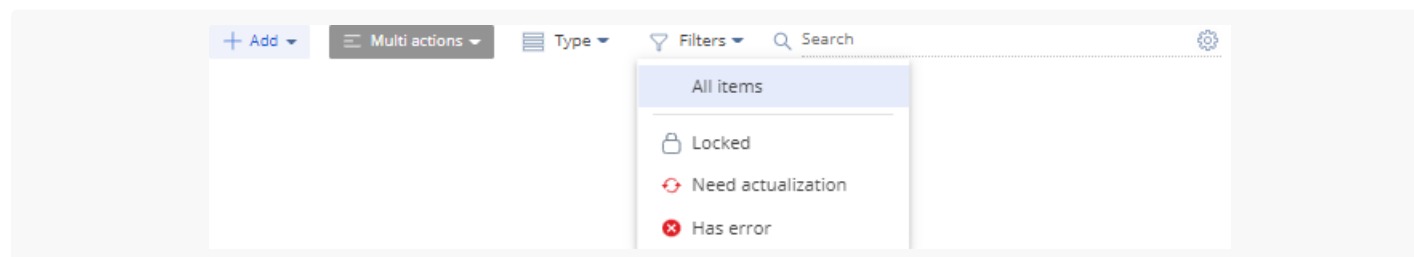 Add Multi actions Type Filters Search
All items
Locked
Need actualization
Has error